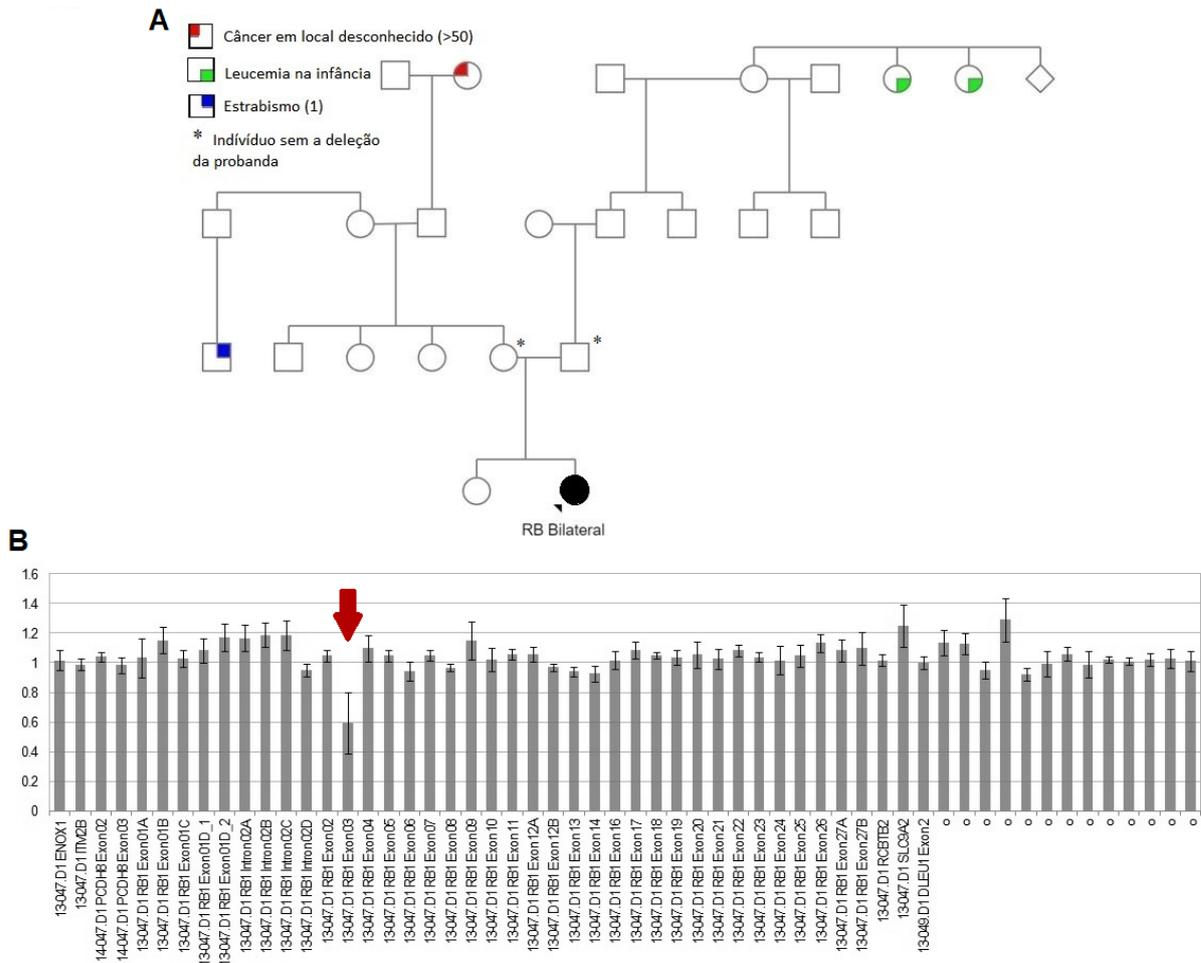 A
Câncer em local desconhecido (>50)
Leucemia na infância
Estrabismo (1)
* Indivíduo sem a deleção
da probanda
*
*
RB Bilateral
B
1.6
1.4
1.2
1
0.8
0.6
0.4
0.2
0
13-047.D1 ENOX1
13-047.D1 ITM2B
14-047.D1 PCDH8 Exon02
14-047.D1 PCDH8 Exon03
13-047.D1 RB1 Exon01A
13-047.D1 RB1 Exon01B
13-047.D1 RB1 Exon01C
13-047.D1 RB1 Exon01D_1
13-047.D1 RB1 Exon01D_2
13-047.D1 RB1 Intron02A
13-047.D1 RB1 Intron02B
13-047.D1 RB1 Intron02C
13-047.D1 RB1 Intron02D
13-047.D1 RB1 Exon02
13-047.D1 RB1 Exon03
13-047.D1 RB1 Exon04
13-047.D1 RB1 Exon05
13-047.D1 RB1 Exon06
13-047.D1 RB1 Exon07
13-047.D1 RB1 Exon08
13-047.D1 RB1 Exon09
13-047.D1 RB1 Exon10
13-047.D1 RB1 Exon11
13-047.D1 RB1 Exon12A
13-047.D1 RB1 Exon12B
13-047.D1 RB1 Exon13
13-047.D1 RB1 Exon14
13-047.D1 RB1 Exon16
13-047.D1 RB1 Exon17
13-047.D1 RB1 Exon18
13-047.D1 RB1 Exon19
13-047.D1 RB1 Exon20
13-047.D1 RB1 Exon21
13-047.D1 RB1 Exon22
13-047.D1 RB1 Exon23
13-047.D1 RB1 Exon24
13-047.D1 RB1 Exon25
13-047.D1 RB1 Exon26
13-047.D1 RB1 Exon27A
13-047.D1 RB1 Exon27B
13-047.D1 RCBTB2
13-047.D1 SLC9A2
13-049.D1 DLEU1 Exon2
o
o
o
o
o
o
o
o
o
o
o
o
o